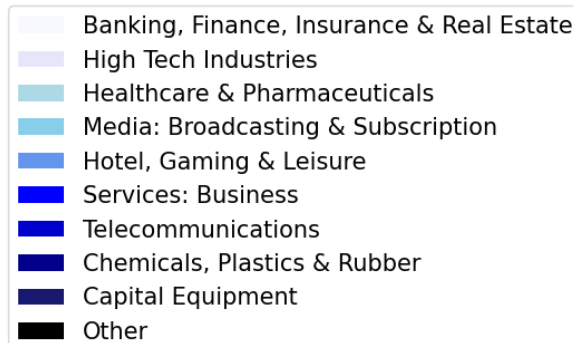 Banking, Finance, Insurance & Real Estate
High Tech Industries
Healthcare & Pharmaceuticals
Media: Broadcasting & Subscription
Hotel, Gaming & Leisure
Services: Business
Telecommunications
Chemicals, Plastics & Rubber
Capital Equipment
Other